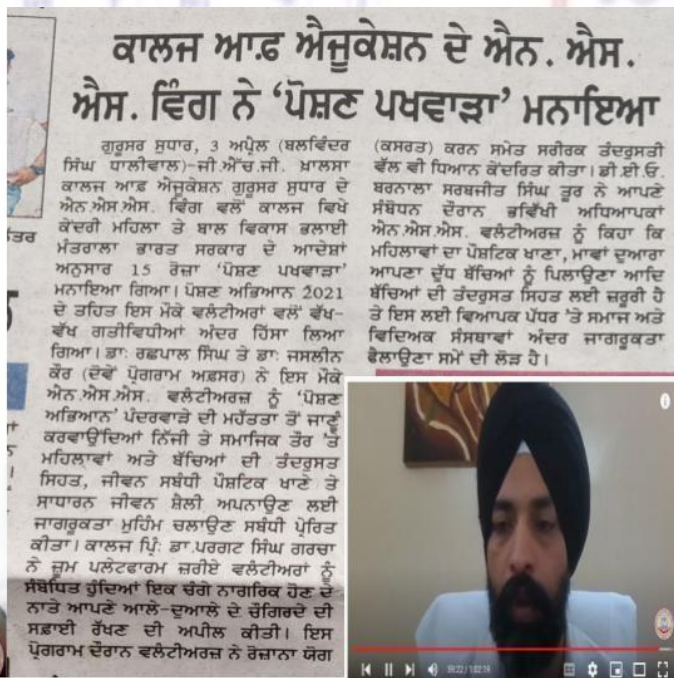 ਕਾਲਜ ਆਫ਼ ਐਜੂਕੇਸ਼ਨ ਦੇ ਐਨ. ਐਸ.
ਐਸ. ਵਿੰਗ ਨੇ ‘ਪੋਸ਼ਣ ਪਖਵਾੜਾ’ ਮਨਾਇਆ
ਗੁਰੂਸਰ ਸੁਧਾਰ, 3 ਅਪ੍ਰੈਲ (ਬਲਵਿੰਦਰ
ਸਿੰਘ ਧਾਲੀਵਾਲ)-ਜੀ.ਐੱਚ.ਜੀ. ਖ਼ਾਲਸਾ
ਕਾਲਜ ਆਫ਼ ਐਜੂਕੇਸ਼ਨ ਗੁਰੂਸਰ ਸੁਧਾਰ ਦੇ
ਐਨ.ਐਸ.ਐਸ. ਵਿੰਗ ਵਲੋਂ ਕਾਲਜ ਵਿਖੇ
ਕੇਂਦਰੀ ਮਹਿਲਾ ਤੇ ਬਾਲ ਵਿਕਾਸ ਭਲਾਈ
ਮੰਤਰਾਲਾ ਭਾਰਤ ਸਰਕਾਰ ਦੇ ਆਦੇਸ਼ਾਂ
ਅਨੁਸਾਰ 15 ਰੋਜ਼ਾ ‘ਪੋਸ਼ਣ ਪਖਵਾੜਾ’
ਮਨਾਇਆ ਗਿਆ। ਪੋਸ਼ਣ ਅਭਿਆਨ 2021
ਦੇ ਤਹਿਤ ਇਸ ਮੌਕੇ ਵਲੰਟੀਅਰਾਂ ਵਲੋਂ ਵੱਖ-
ਵੱਖ ਗਤੀਵਿਧੀਆਂ ਅੰਦਰ ਹਿੱਸਾ ਲਿਆ
ਗਿਆ। ਡਾ: ਰਛਪਾਲ ਸਿੰਘ ਤੇ ਡਾ: ਜਸਲੀਨ
ਕੌਰ (ਦੋਵੇਂ ਪ੍ਰੋਗਰਾਮ ਅਫ਼ਸਰ) ਨੇ ਇਸ ਮੌਕੇ
ਐਨ.ਐਸ.ਐਸ. ਵਲੰਟੀਅਰਜ਼ ਨੂੰ ‘ਪੋਸ਼ਣ
ਅਭਿਆਨ’ ਪੰਦਰਵਾੜੇ ਦੀ ਮਹੱਤਤਾ ਤੋਂ ਜਾਣੂੰ
ਕਰਵਾਉਂਦਿਆਂ ਨਿੱਜੀ ਤੇ ਸਮਾਜਿਕ ਤੌਰ 'ਤੇ
ਮਹਿਲਾਵਾਂ ਅਤੇ ਬੱਚਿਆਂ ਦੀ ਤੰਦਰੁਸਤ
ਸਿਹਤ, ਜੀਵਨ ਸਬੰਧੀ ਪੌਸ਼ਟਿਕ ਖਾਣੇ ਤੇ
ਸਾਧਾਰਨ ਜੀਵਨ ਸ਼ੈਲੀ ਅਪਨਾਉਣ ਲਈ
ਜਾਗਰੂਕਤਾ ਮੁਹਿੰਮ ਚਲਾਉਣ ਸਬੰਧੀ ਪ੍ਰੇਰਿਤ
ਕੀਤਾ। ਕਾਲਜ ਪ੍ਰਿੰ: ਡਾ.ਪਰਗਟ ਸਿੰਘ ਗਰਚਾ
ਨੇ ਜ਼ੂਮ ਪਲੇਟਫਾਰਮ ਜ਼ਰੀਏ ਵਲੰਟੀਅਰਾਂ ਨੂੰ
ਸੰਬੋਧਿਤ ਹੁੰਦਿਆਂ ਇਕ ਚੰਗੇ ਨਾਗਰਿਕ ਹੋਣ ਦੇ
ਨਾਤੇ ਆਪਣੇ ਆਲੇ-ਦੁਆਲੇ ਦੇ ਚੌਗਿਰਦੇ ਦੀ
ਸਫ਼ਾਈ ਰੱਖਣ ਦੀ ਅਪੀਲ ਕੀਤੀ। ਇਸ
ਪ੍ਰੋਗਰਾਮ ਦੌਰਾਨ ਵਲੰਟੀਅਰਜ਼ ਨੇ ਰੋਜ਼ਾਨਾ ਯੋਗ
(ਕਸਰਤ) ਕਰਨ ਸਮੇਤ ਸਰੀਰਕ ਤੰਦਰੁਸਤੀ
ਵੱਲ ਵੀ ਧਿਆਨ ਕੇਂਦਰਿਤ ਕੀਤਾ। ਡੀ.ਈ.ਓ.
ਬਰਨਾਲਾ ਸਰਬਜੀਤ ਸਿੰਘ ਤੂਰ ਨੇ ਆਪਣੇ
ਸੰਬੋਧਨ ਦੌਰਾਨ ਭਵਿੱਖੀ ਅਧਿਆਪਕਾਂ
ਐਨ.ਐਸ.ਐਸ. ਵਲੰਟੀਅਰਜ਼ ਨੂੰ ਕਿਹਾ ਕਿ
ਮਹਿਲਾਵਾਂ ਦਾ ਪੌਸ਼ਟਿਕ ਖਾਣਾ, ਮਾਵਾਂ ਦੁਆਰਾ
ਆਪਣਾ ਦੁੱਧ ਬੱਚਿਆਂ ਨੂੰ ਪਿਲਾਉਣਾ ਆਦਿ
ਬੱਚਿਆਂ ਦੀ ਤੰਦਰੁਸਤ ਸਿਹਤ ਲਈ ਜ਼ਰੂਰੀ ਹੈ
ਤੇ ਇਸ ਲਈ ਵਿਆਪਕ ਪੱਧਰ 'ਤੇ ਸਮਾਜ ਅਤੇ
ਵਿਦਿਅਕ ਸੰਸਥਾਵਾਂ ਅੰਦਰ ਜਾਗਰੂਕਤਾ
ਫੈਲਾਉਣਾ ਸਮੇਂ ਦੀ ਲੋੜ ਹੈ।